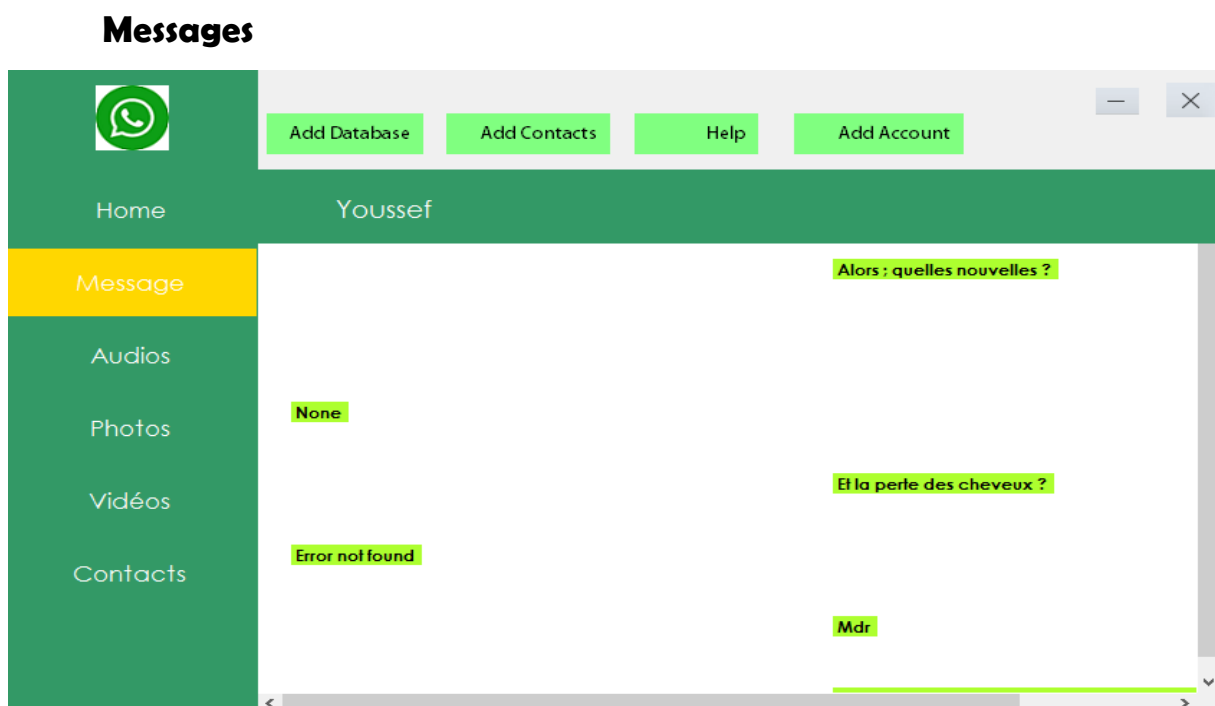 Messages
Add Database
Add Contacts
Help
Add Account
Home
Youssef
Message
Alors ; quelles nouvelles ?
Audios
None
Photos
Et la perte des cheveux ?
Vidéos
Error not found
Contacts
Mdr